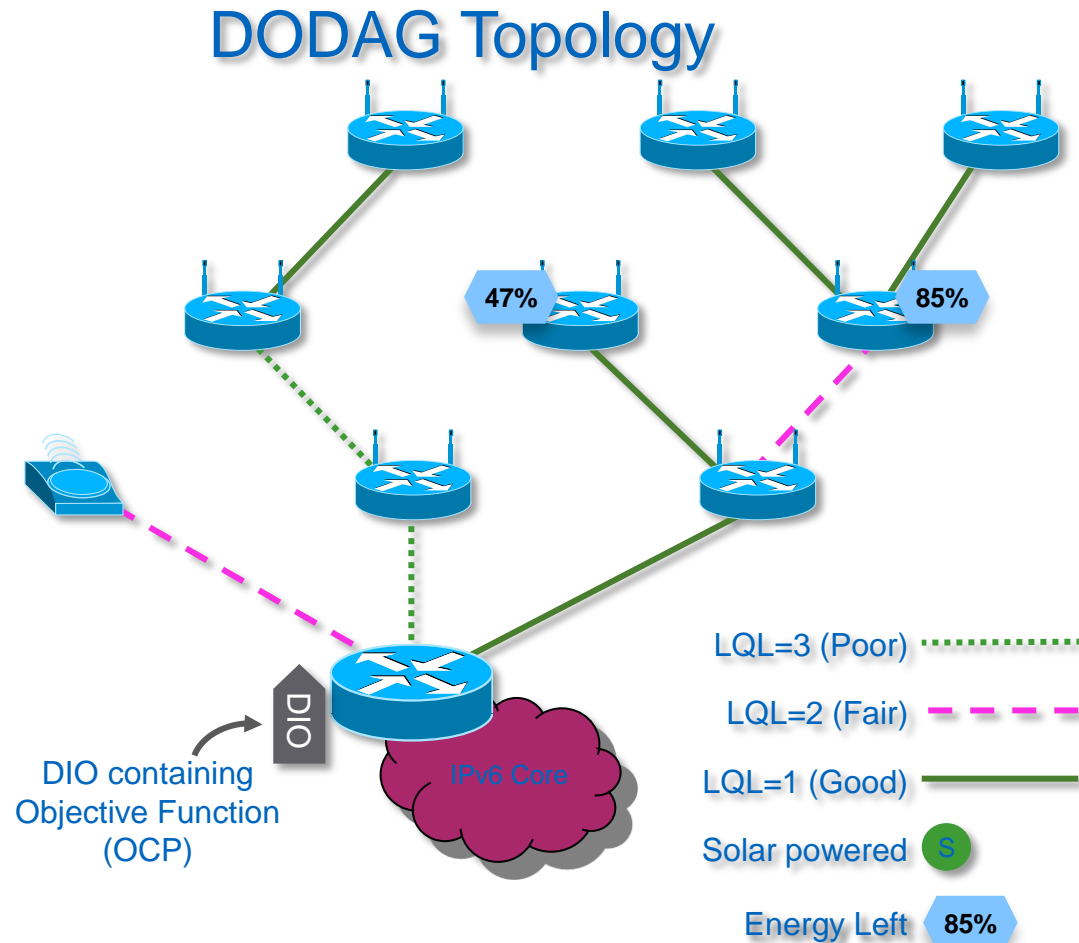 DODAG Topology
47%
85%
DIO
IPv6 Core
DIO containing
Objective Function
(OCP)
LQL=3 (Poor)
LQL=2 (Fair)
LQL=1 (Good)
Solar powered
S
Energy Left
85%